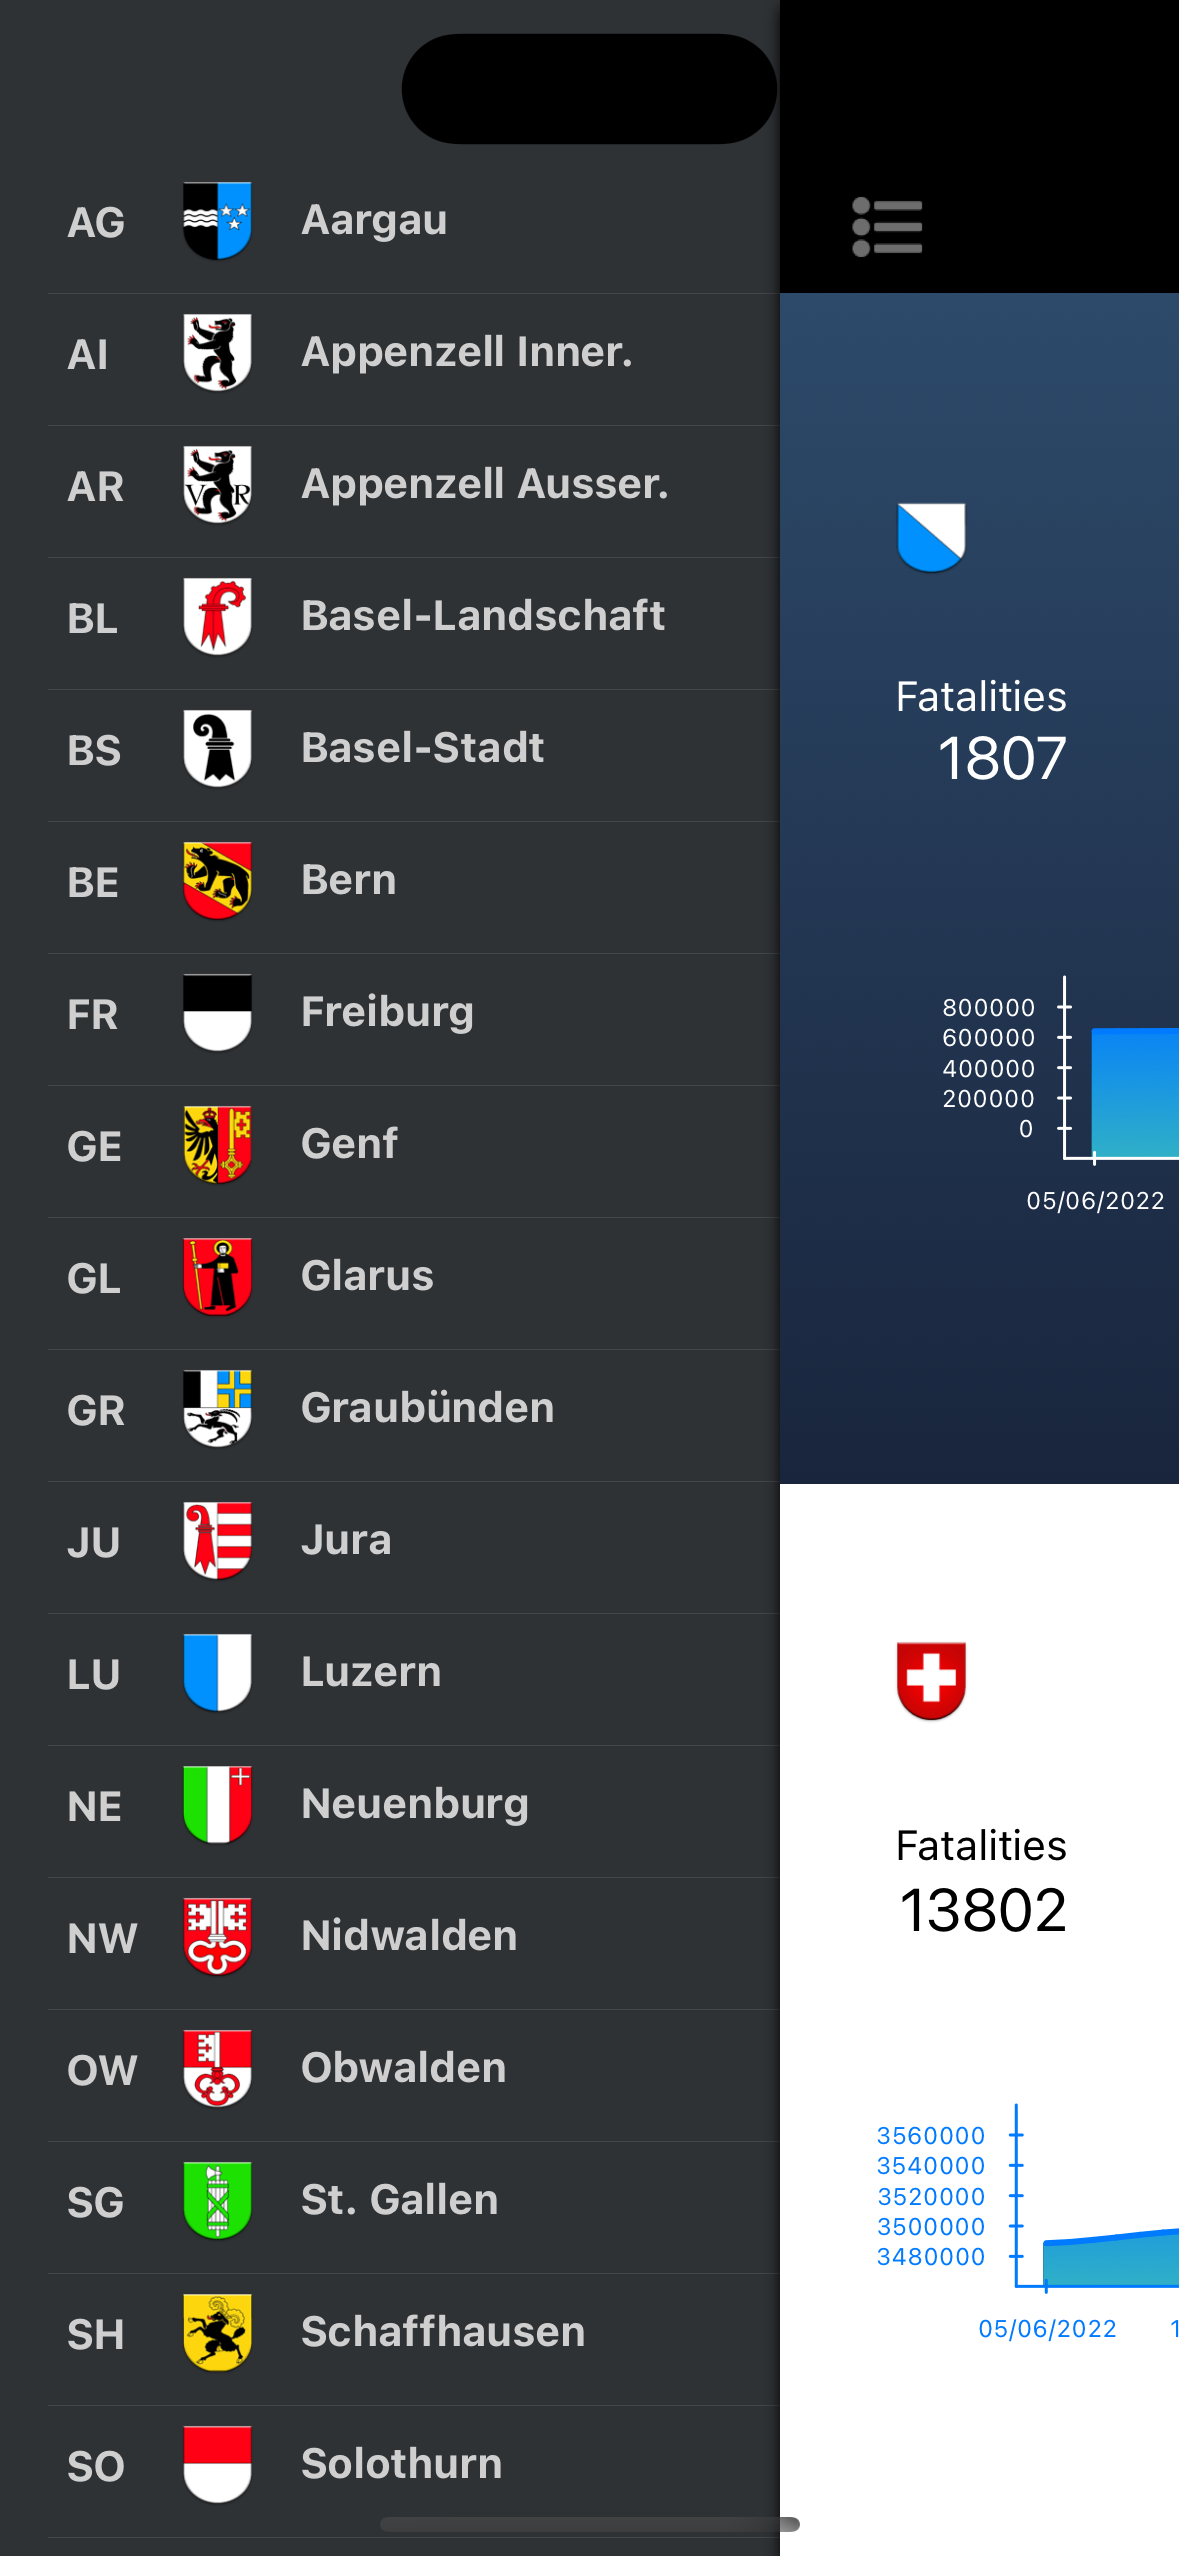 AG Aargau
AI Appenzell Inner.
AR Appenzell Ausser.
V R
BL Basel-Landschaft
BS Basel-Stadt
BE Bern
FR Freiburg
GE Genf
GL Glarus
GR Graubünden
JU Jura
LU Luzern
NE Neuenburg
NW Nidwalden
OW Obwalden
SG St. Gallen
SH Schaffhausen
SO Solothurn
Fatalities
1807
800000
600000
400000
200000
0
05/06/2022
Fatalities
13802
3560000
3540000
3520000
3500000
3480000
05/06/2022 1